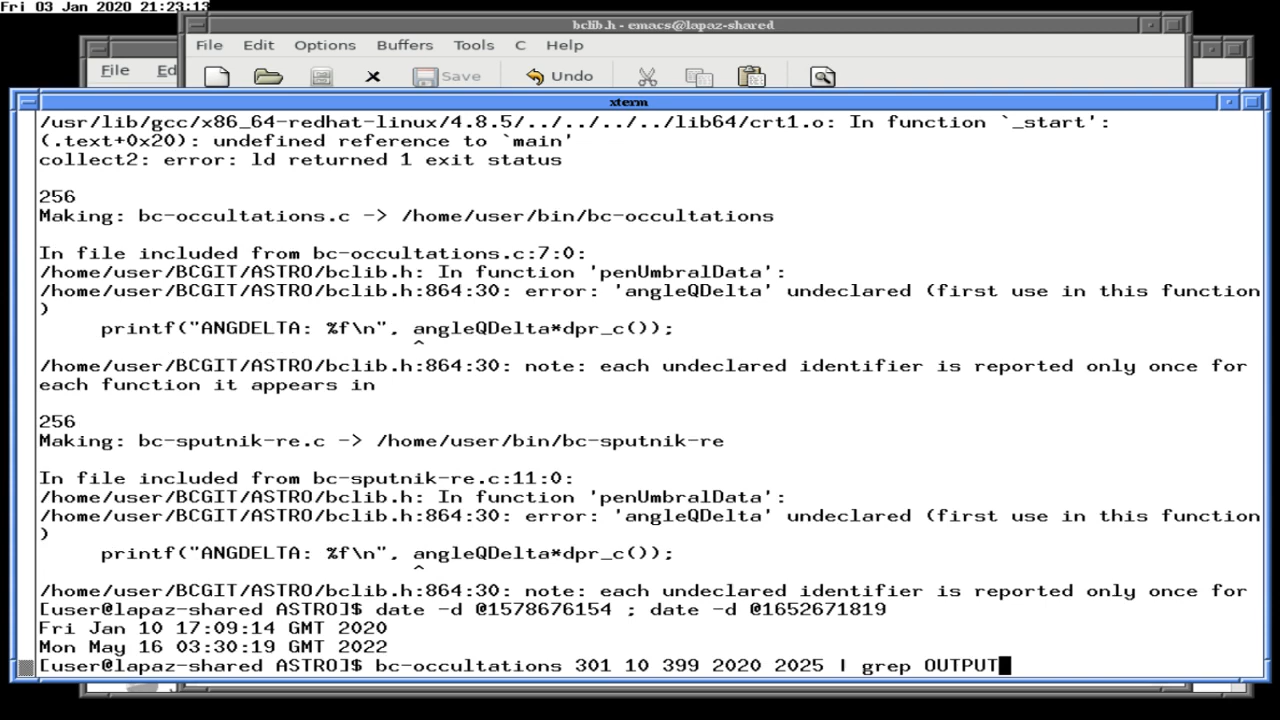 Fri 03 Jan 2020 21:23:13
bclib.h - emacs@lapaz-shared
File Edit Options Buffers Tools C Help
File Ed
Save Undo
xterm
/usr/lib/gcc/x86_64-redhat-linux/4.8.5/../../../../lib64/crt1.o: In function `_start':
(.text+0x20): undefined reference to `main'
collect2: error: ld returned 1 exit status
256
Making: bc-occultations.c -> /home/user/bin/bc-occultations
In file included from bc-occultations.c:7:0:
/home/user/BCGIT/ASTRO/bclib.h: In function 'penUmbralData':
/home/user/BCGIT/ASTRO/bclib.h:864:30: error: 'angleQDelta' undeclared (first use in this function
)
printf("ANGDELTA: %f\n", angleQDelta*dpr_c());
^
/home/user/BCGIT/ASTRO/bclib.h:864:30: note: each undeclared identifier is reported only once for
each function it appears in
256
Making: bc-sputnik-re.c -> /home/user/bin/bc-sputnik-re
In file included from bc-sputnik-re.c:11:0:
/home/user/BCGIT/ASTRO/bclib.h: In function 'penUmbralData':
/home/user/BCGIT/ASTRO/bclib.h:864:30: error: 'angleQDelta' undeclared (first use in this function
)
printf("ANGDELTA: %f\n", angleQDelta*dpr_c());
^
/home/user/BCGIT/ASTRO/bclib.h:864:30: note: each undeclared identifier is reported only once for
[user@lapaz-shared ASTRO]$ date -d @1578676154 ; date -d @1652671819
Fri Jan 10 17:09:14 GMT 2020
Mon May 16 03:30:19 GMT 2022
[user@lapaz-shared ASTRO]$ bc-occultations 301 10 399 2020 2025 | grep OUTPUT